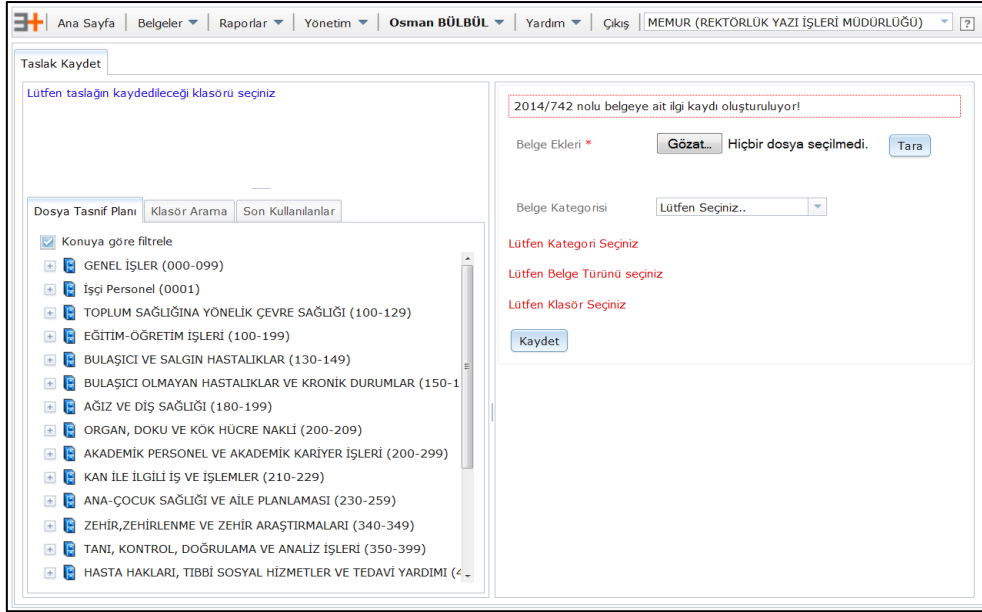 Ana Sayfa Belgeler Raporlar Yönetim Osman BÜLBÜL Yardım Çıkış MEMUR (REKTÖRLÜK YAZI İŞLERİ MÜDÜRLÜĞÜ) ?
Taslak Kaydet
Lütfen taslağın kaydedileceği klasörü seçiniz
Dosya Tasnif Planı Klasör Arama Son Kullanılanlar
Konuya göre filtrele
GENEL İŞLER (000-099)
İşçi Personel (0001)
TOPLUM SAĞLIĞINA YÖNELİK ÇEVRE SAĞLIĞI (100-129)
EĞİTİM-ÖĞRETİM İŞLERİ (100-199)
BULAŞICI VE SALGIN HASTALIKLAR (130-149)
BULAŞICI OLMAYAN HASTALIKLAR VE KRONİK DURUMLAR (150-1
AĞIZ VE DİŞ SAĞLIĞI (180-199)
ORGAN, DOKU VE KÖK HÜCRE NAKLİ (200-209)
AKADEMİK PERSONEL VE AKADEMİK KARİYER İŞLERİ (200-299)
KAN İLE İLGİLİ İŞ VE İŞLEMLER (210-229)
ANA-ÇOCUK SAĞLIĞI VE AİLE PLANLAMASI (230-259)
ZEHİR,ZEHİRLENME VE ZEHİR ARAŞTIRMALARI (340-349)
TANI, KONTROL, DOĞRULAMA VE ANALİZ İŞLERİ (350-399)
HASTA HAKLARI, TIBBİ SOSYAL HİZMETLER VE TEDAVİ YARDIMI (4
2014/742 nolu belgeye ait ilgi kaydı oluşturuluyor!
Belge Ekleri * Gözat... Hiçbir dosya seçilmedi. Tara
Belge Kategorisi Lütfen Seçiniz..
Lütfen Kategori Seçiniz
Lütfen Belge Türünü seçiniz
Lütfen Klasör Seçiniz
Kaydet